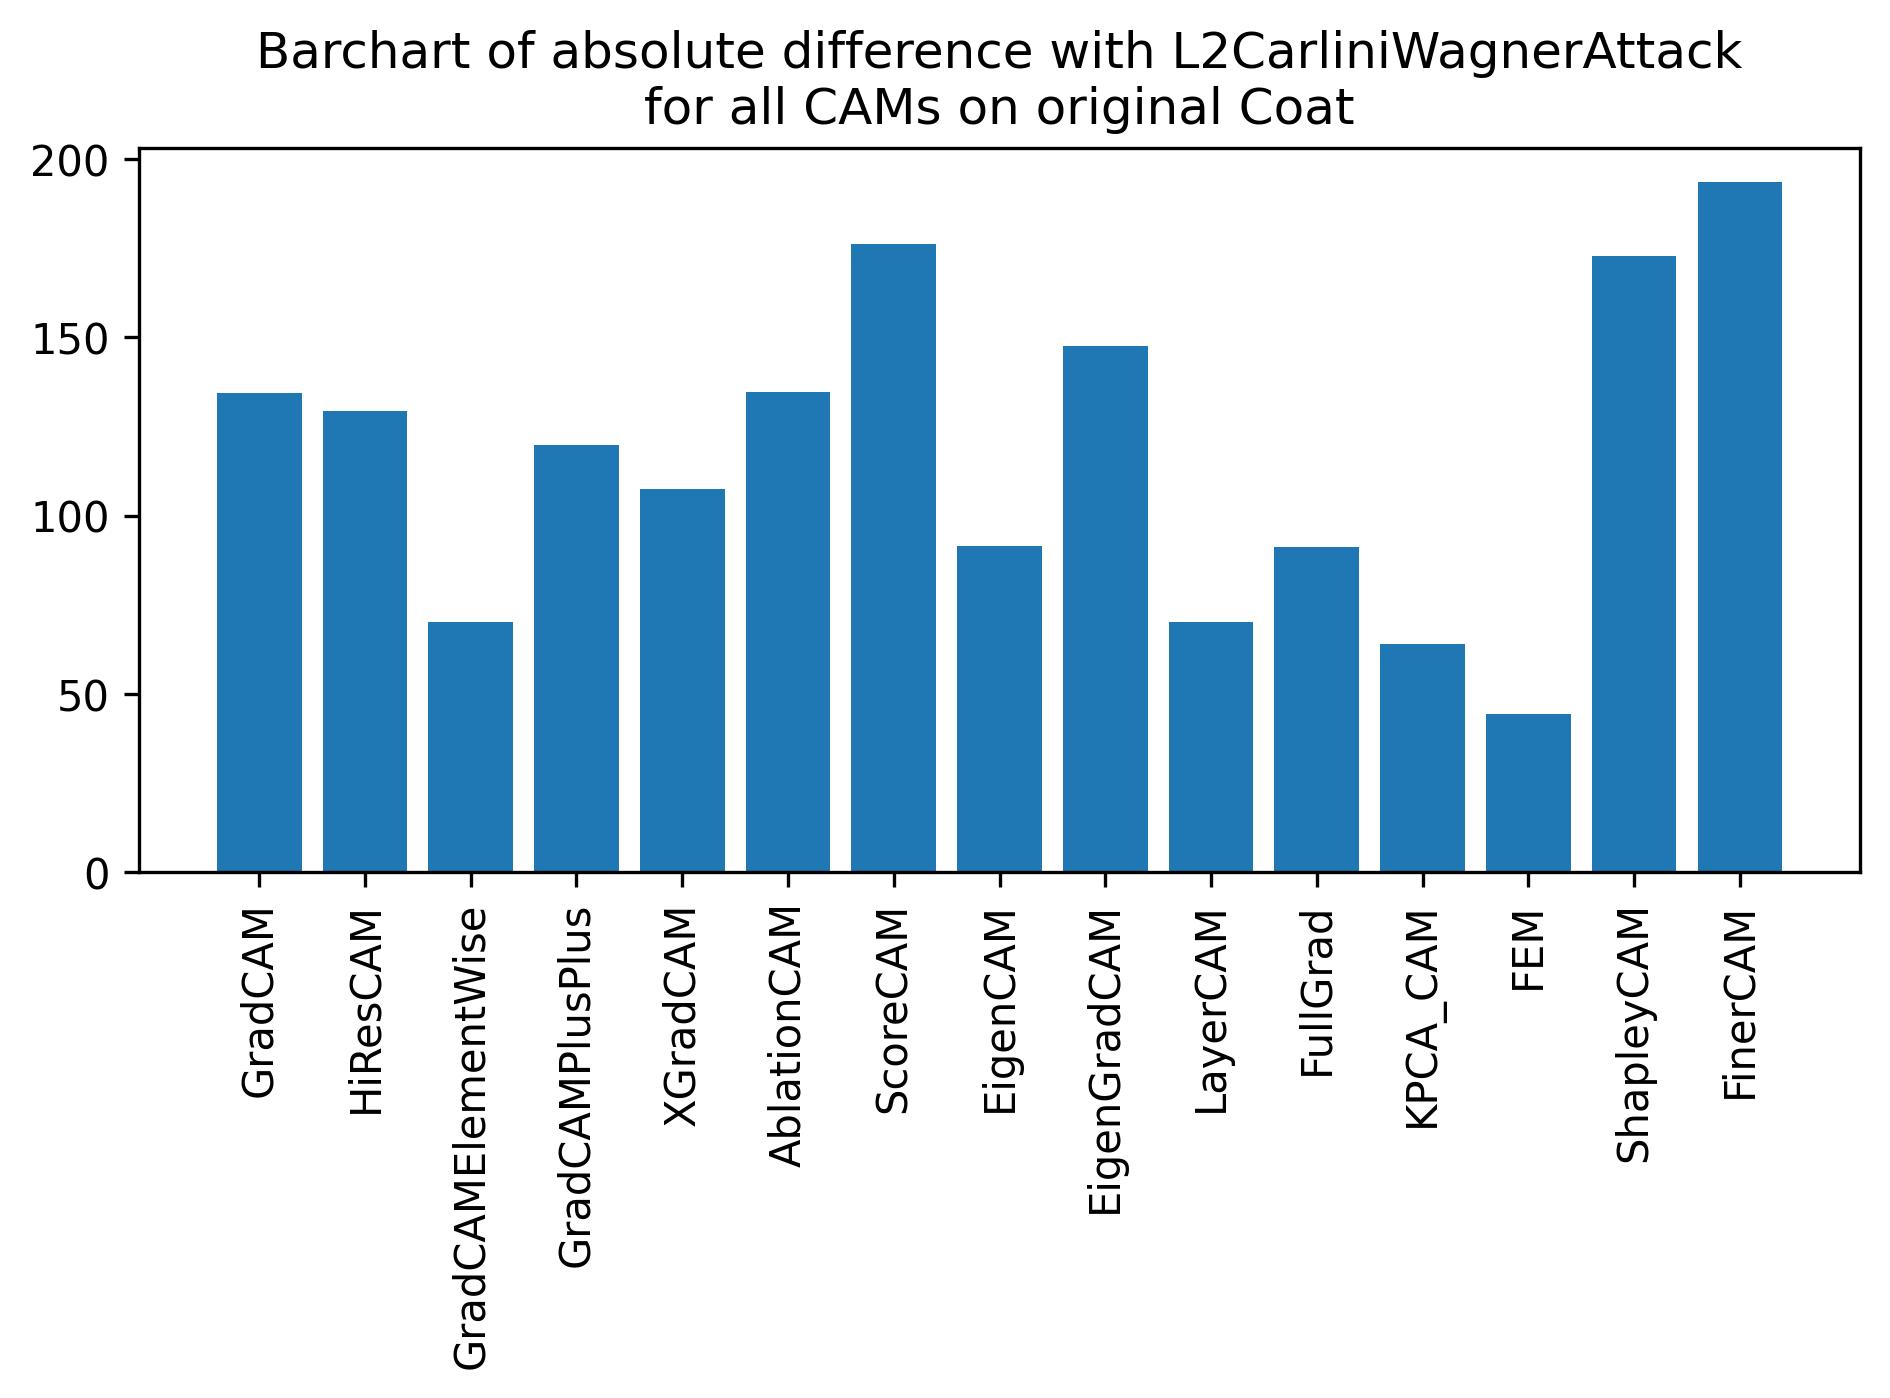 Barchart of absolute difference with L2CarliniWagnerAttack
for all CAMs on original Coat
200
150
100
50
0
GradCAM
HiResCAM
GradCAMElementWise
GradCAMPlusPlus
XGradCAM
AblationCAM
ScoreCAM
EigenCAM
EigenGradCAM
LayerCAM
FullGrad
KPCA_CAM
FEM
ShapleyCAM
FinerCAM